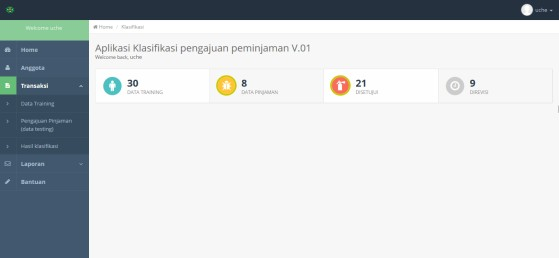 uche
Welcome uche
Home / Klasifikasi
Home
Aplikasi Klasifikasi pengajuan peminjaman V.01
Welcome back, uche
Anggota
Transaksi
30
DATA TRAINING
8
DATA PINJAMAN
21
DISETUJUI
9
DIREVISI
Data Training
Pengajuan Pinjaman
(data testing)
Hasil Klasifikasi
Laporan
Bantuan